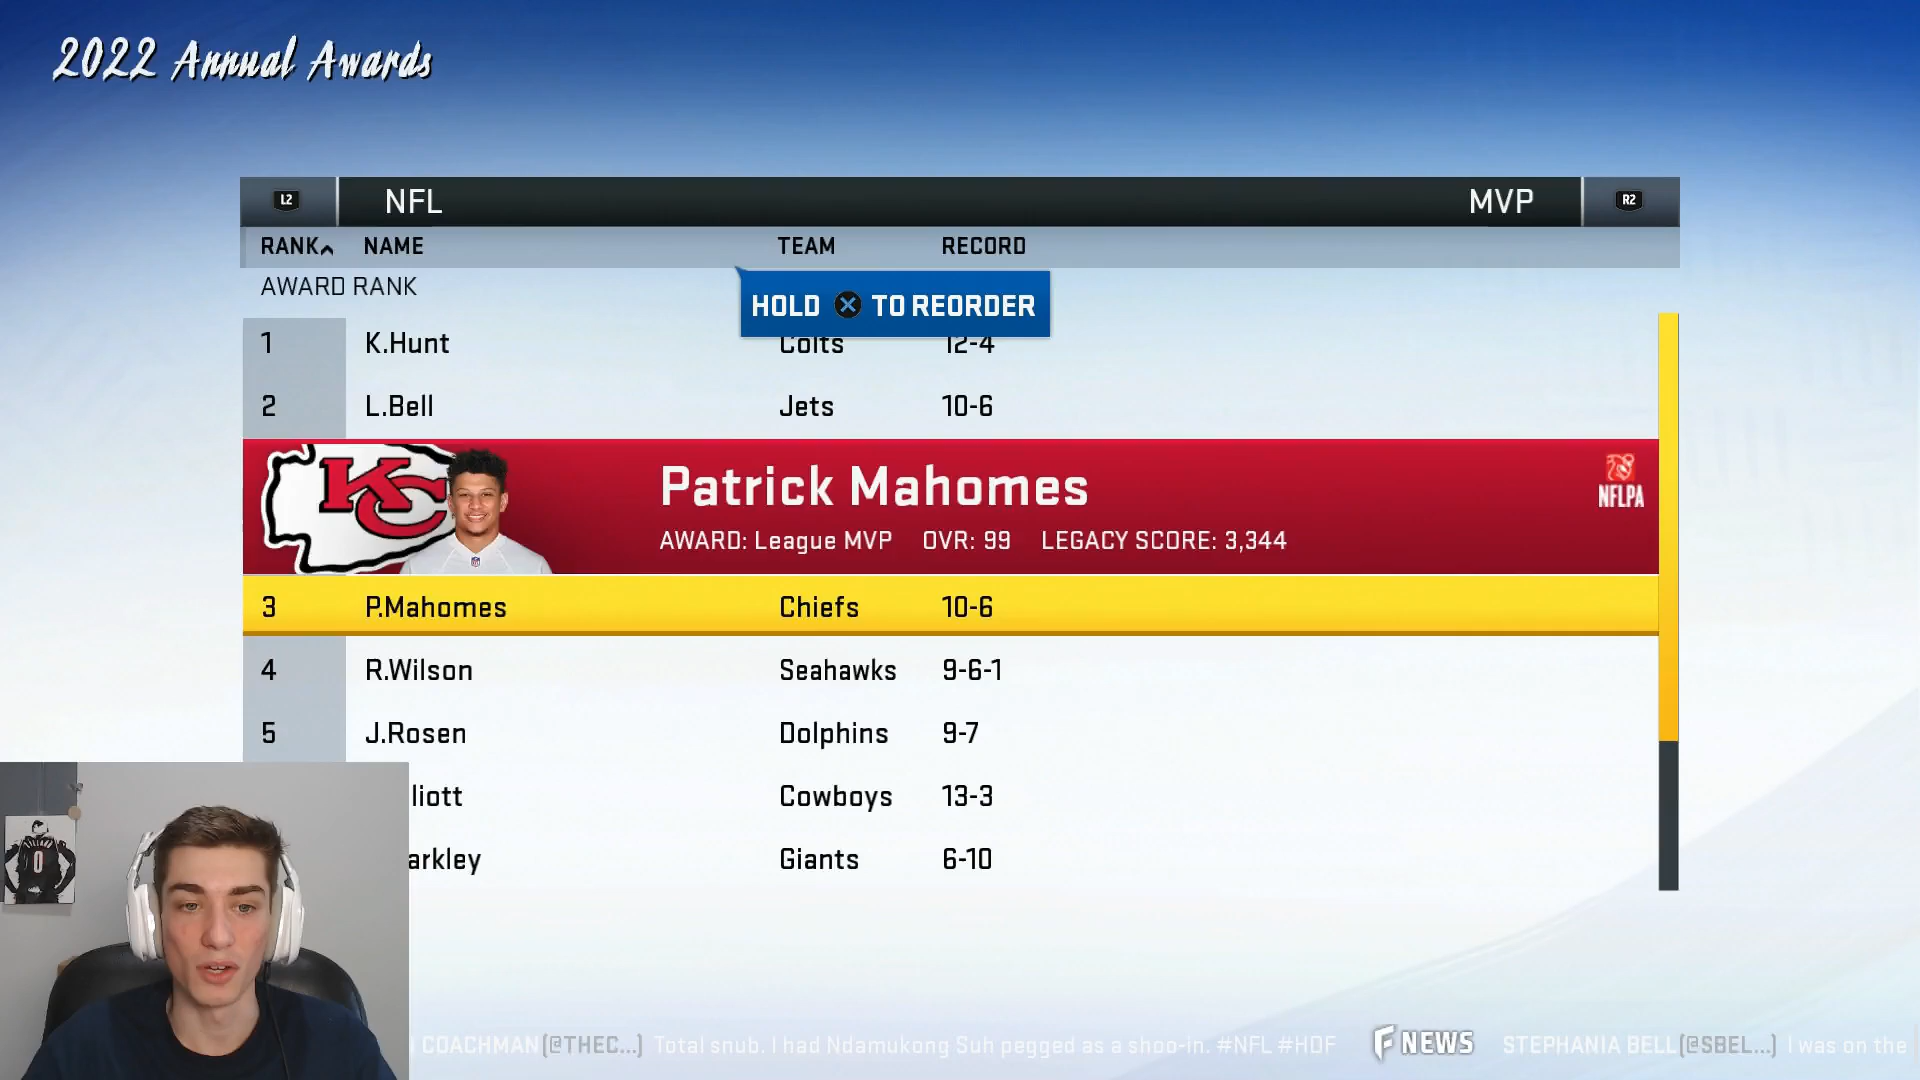 2022 Annual Awards
L2 NFL MVP R2
RANK NAME TEAM RECORD
AWARD RANK
HOLD TO REORDER
1 K.Hunt Colts 12-4
2 L.Bell Jets 10-6
KC
Patrick Mahomes
AWARD: League MVP OVR: 99 LEGACY SCORE: 3,344
NFLPA
3 P.Mahomes Chiefs 10-6
4 R.Wilson Seahawks 9-6-1
5 J.Rosen Dolphins 9-7
liott Cowboys 13-3
arkley Giants 6-10
0
COACHMAN (@THEC...) Total snub. I had Ndamukong Suh pegged as a shoo-in. #NFL #HOF F NEWS STEPHANIA BELL (@SBEL...) I was on the